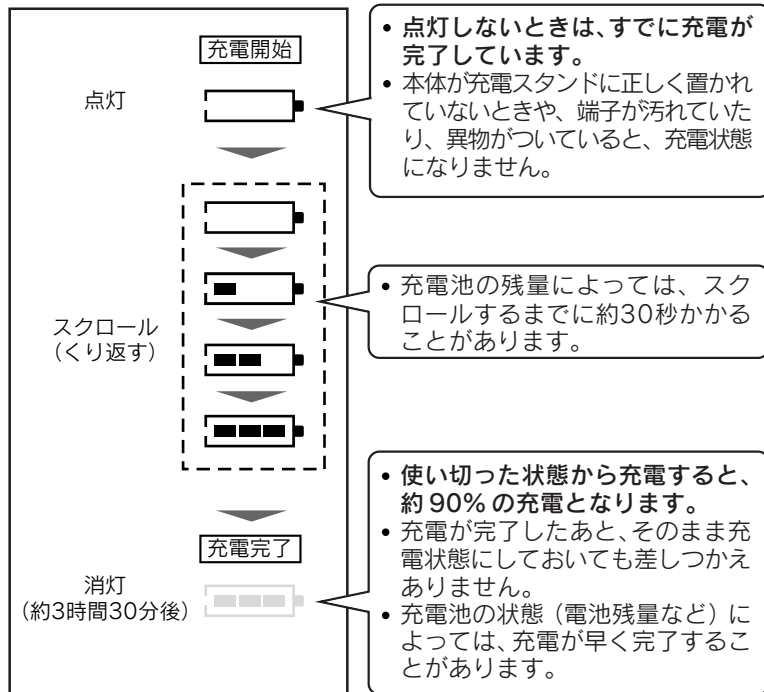 充電開始
点灯
• 点灯しないときは、すでに充電が
完了しています。
• 本体が充電スタンドに正しく置かれ
ていないときや、端子が汚れていた
り、異物がついていると、充電状態
になりません。
スクロール
（くり返す）
• 充電池の残量によっては、スク
ロールするまでに約30秒かかる
ことがあります。
充電完了
消灯
（約3時間30分後）
• 使い切った状態から充電すると、
約 90% の充電となります。
• 充電が完了したあと、そのまま充
電状態にしておいても差しつかえ
ありません。
• 充電池の状態（電池残量など）に
よっては、充電が早く完了するこ
とがあります。